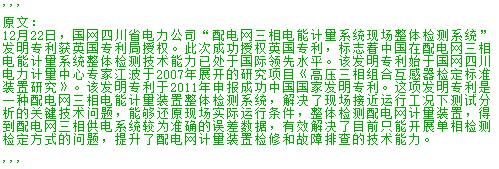 ,,,
原文：
12月22日，国网四川省电力公司“配电网三相电能计量系统现场整体检测系统”
发明专利获英国专利局授权。此次成功授权英国专利，标志着中国在配电网三相
电能计量系统整体检测技术能力已处于国际领先水平。该发明专利始于国网四川
电力计量中心专家江波于2007年展开的研究项目《高压三相组合互感器检定标准
装置研究》。该发明专利于2011年申报成功中国国家发明专利。这项发明专利是
一种配电网三相电能计量装置整体检测系统，解决了现场接近运行工况下测试分
析的关键技术问题，能够还原现场实际运行条件，整体检测配电网计量装置，得
到配电网三相供电系统较为准确的误差数据，有效解决了目前只能开展单相检测
检定方式的问题，提升了配电网计量装置检修和故障排查的技术能力。
,,,